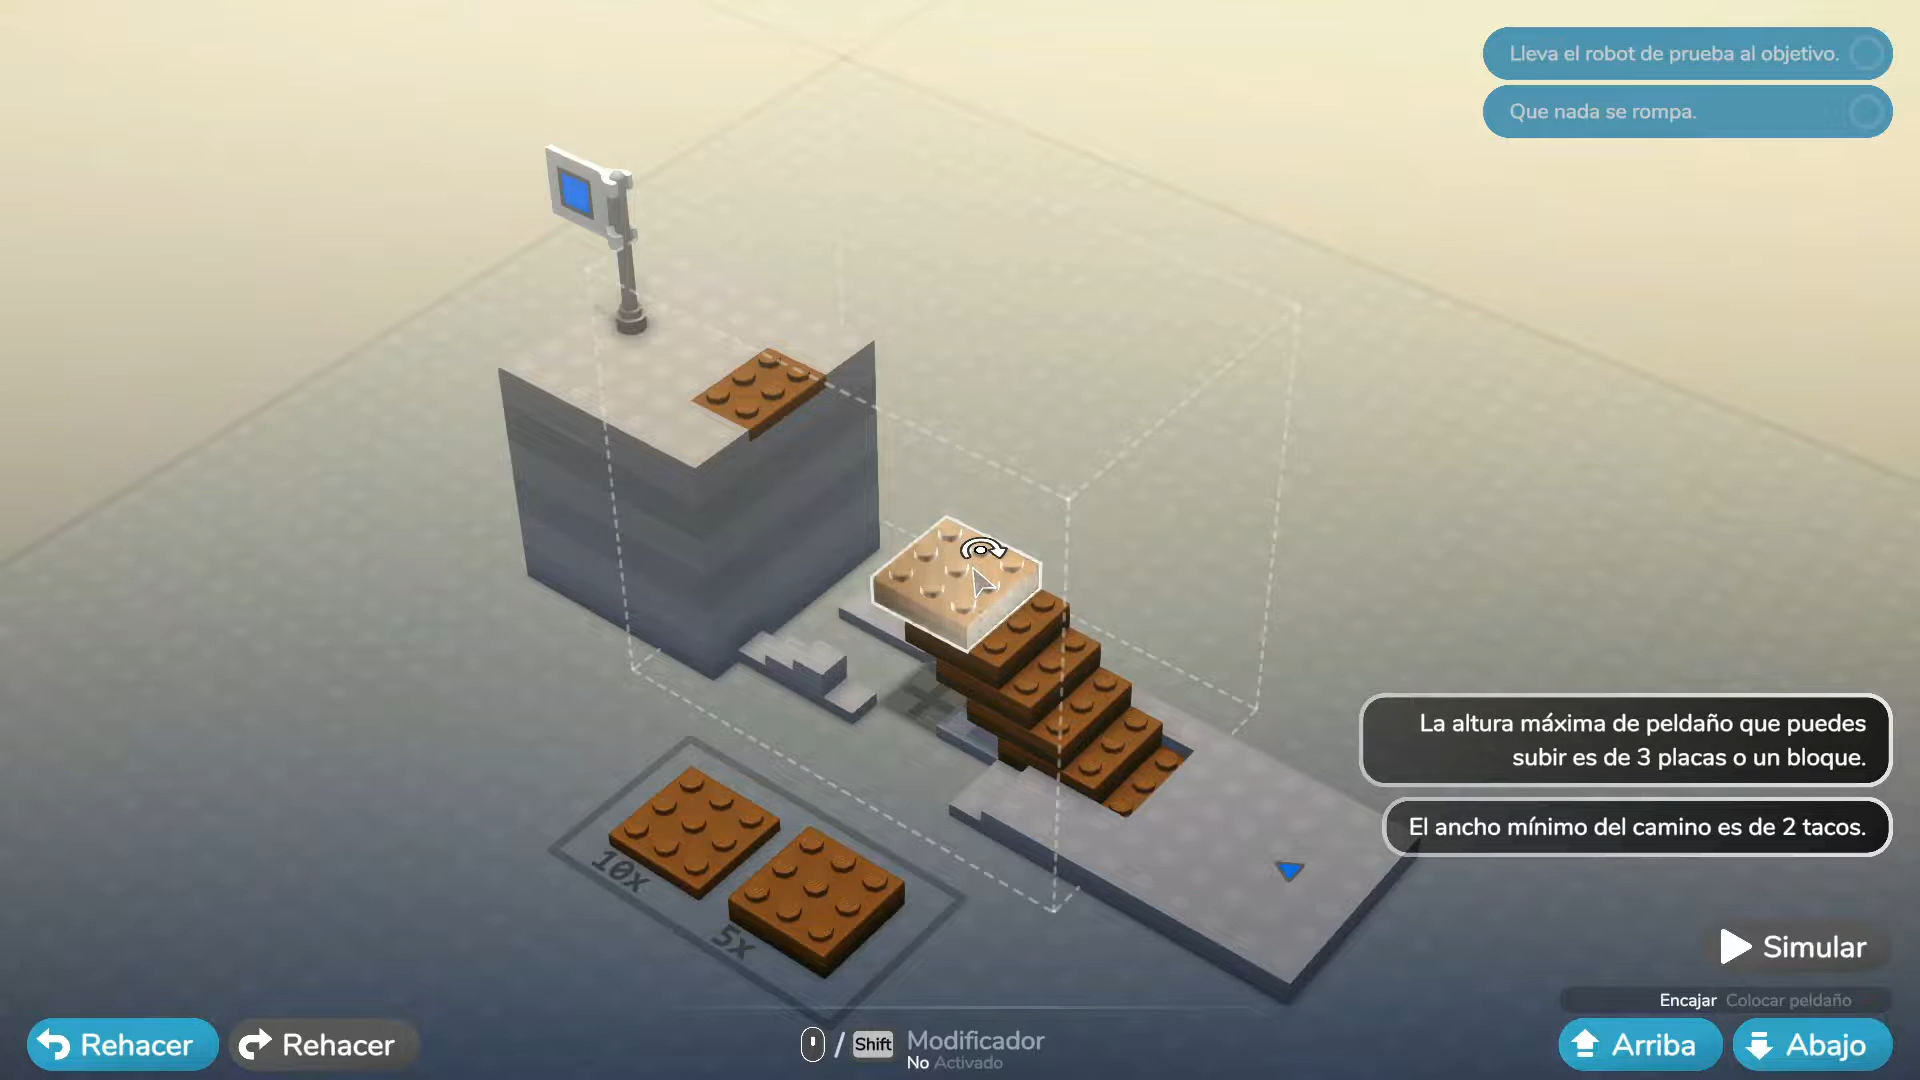 Lleva el robot de prueba al objetivo.
Que nada se rompa.
La altura máxima de peldaño que puedes
subir es de 3 placas o un bloque.
El ancho mínimo del camino es de 2 tacos.
10x
5x
Simular
Encajar Colocar peldaño
Rehacer
Rehacer
/ Shift Modificador
No Activado
Arriba
Abajo